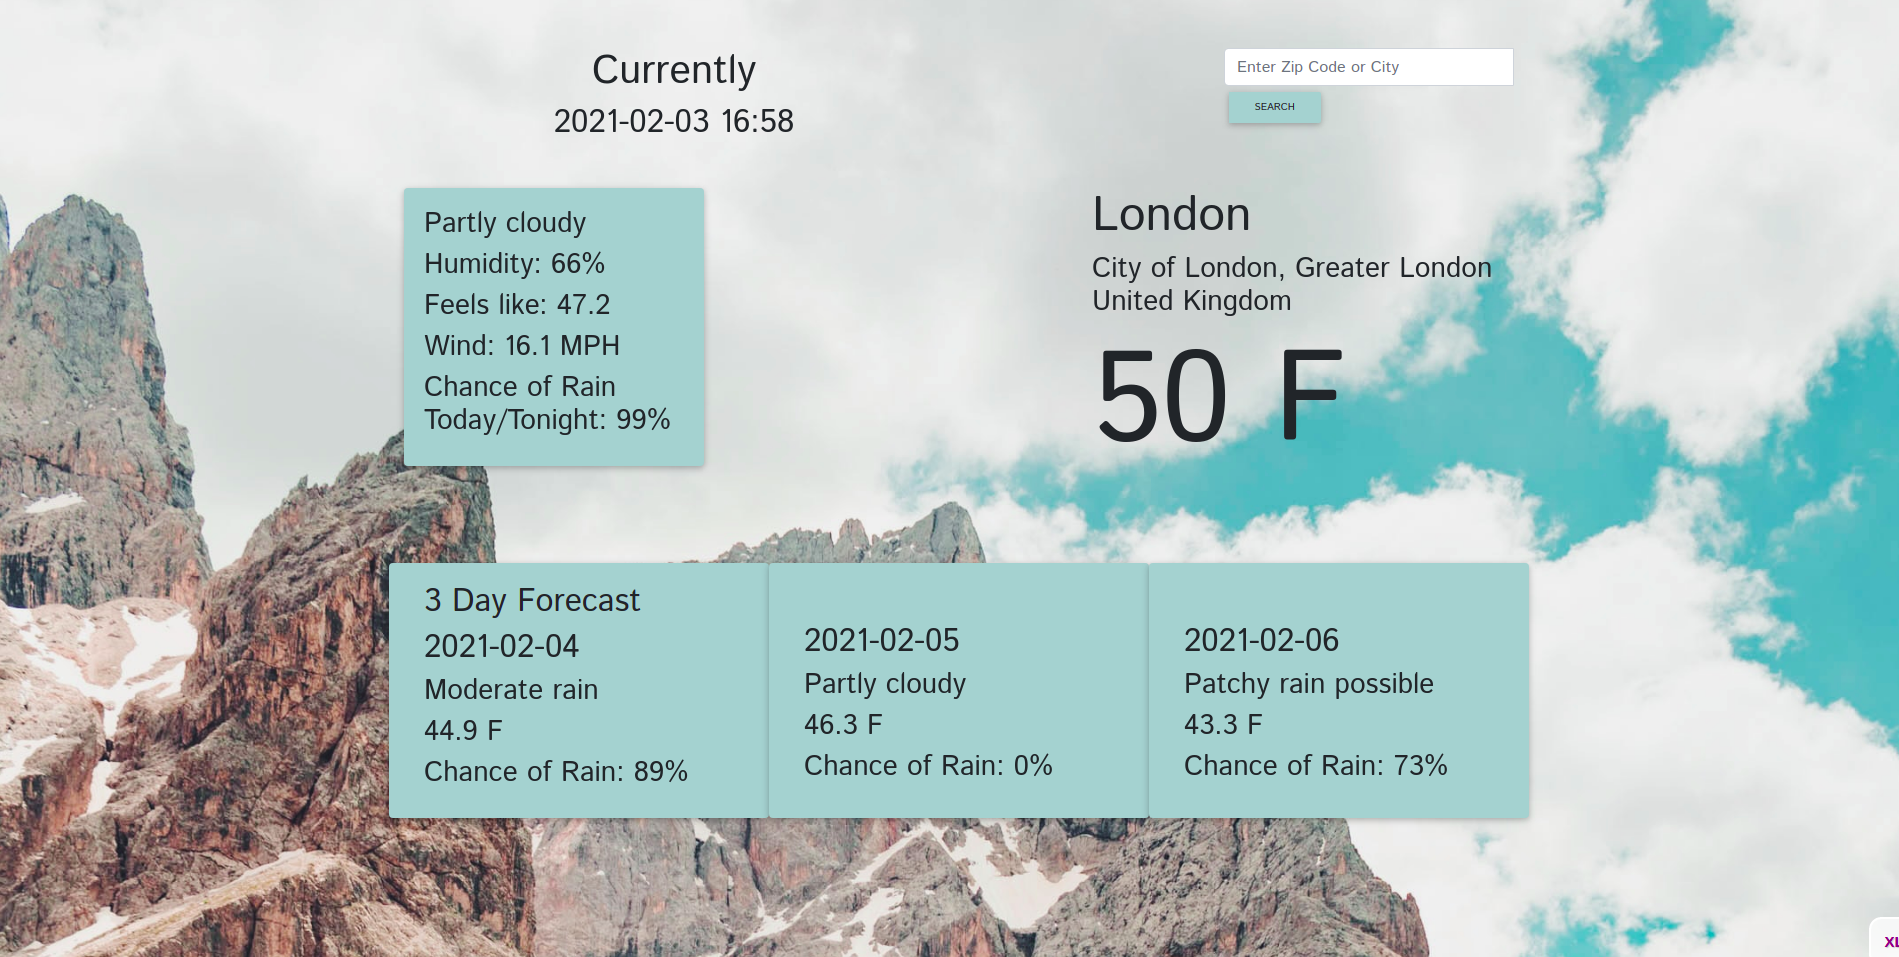 Currently
2021-02-03 16:58
Enter Zip Code or City
SEARCH
Partly cloudy
Humidity: 66%
Feels like: 47.2
Wind: 16.1 MPH
Chance of Rain
Today/Tonight: 99%
London
City of London, Greater London
United Kingdom
50 F
3 Day Forecast
2021-02-04
Moderate rain
44.9 F
Chance of Rain: 89%
2021-02-05
Partly cloudy
46.3 F
Chance of Rain: 0%
2021-02-06
Patchy rain possible
43.3 F
Chance of Rain: 73%